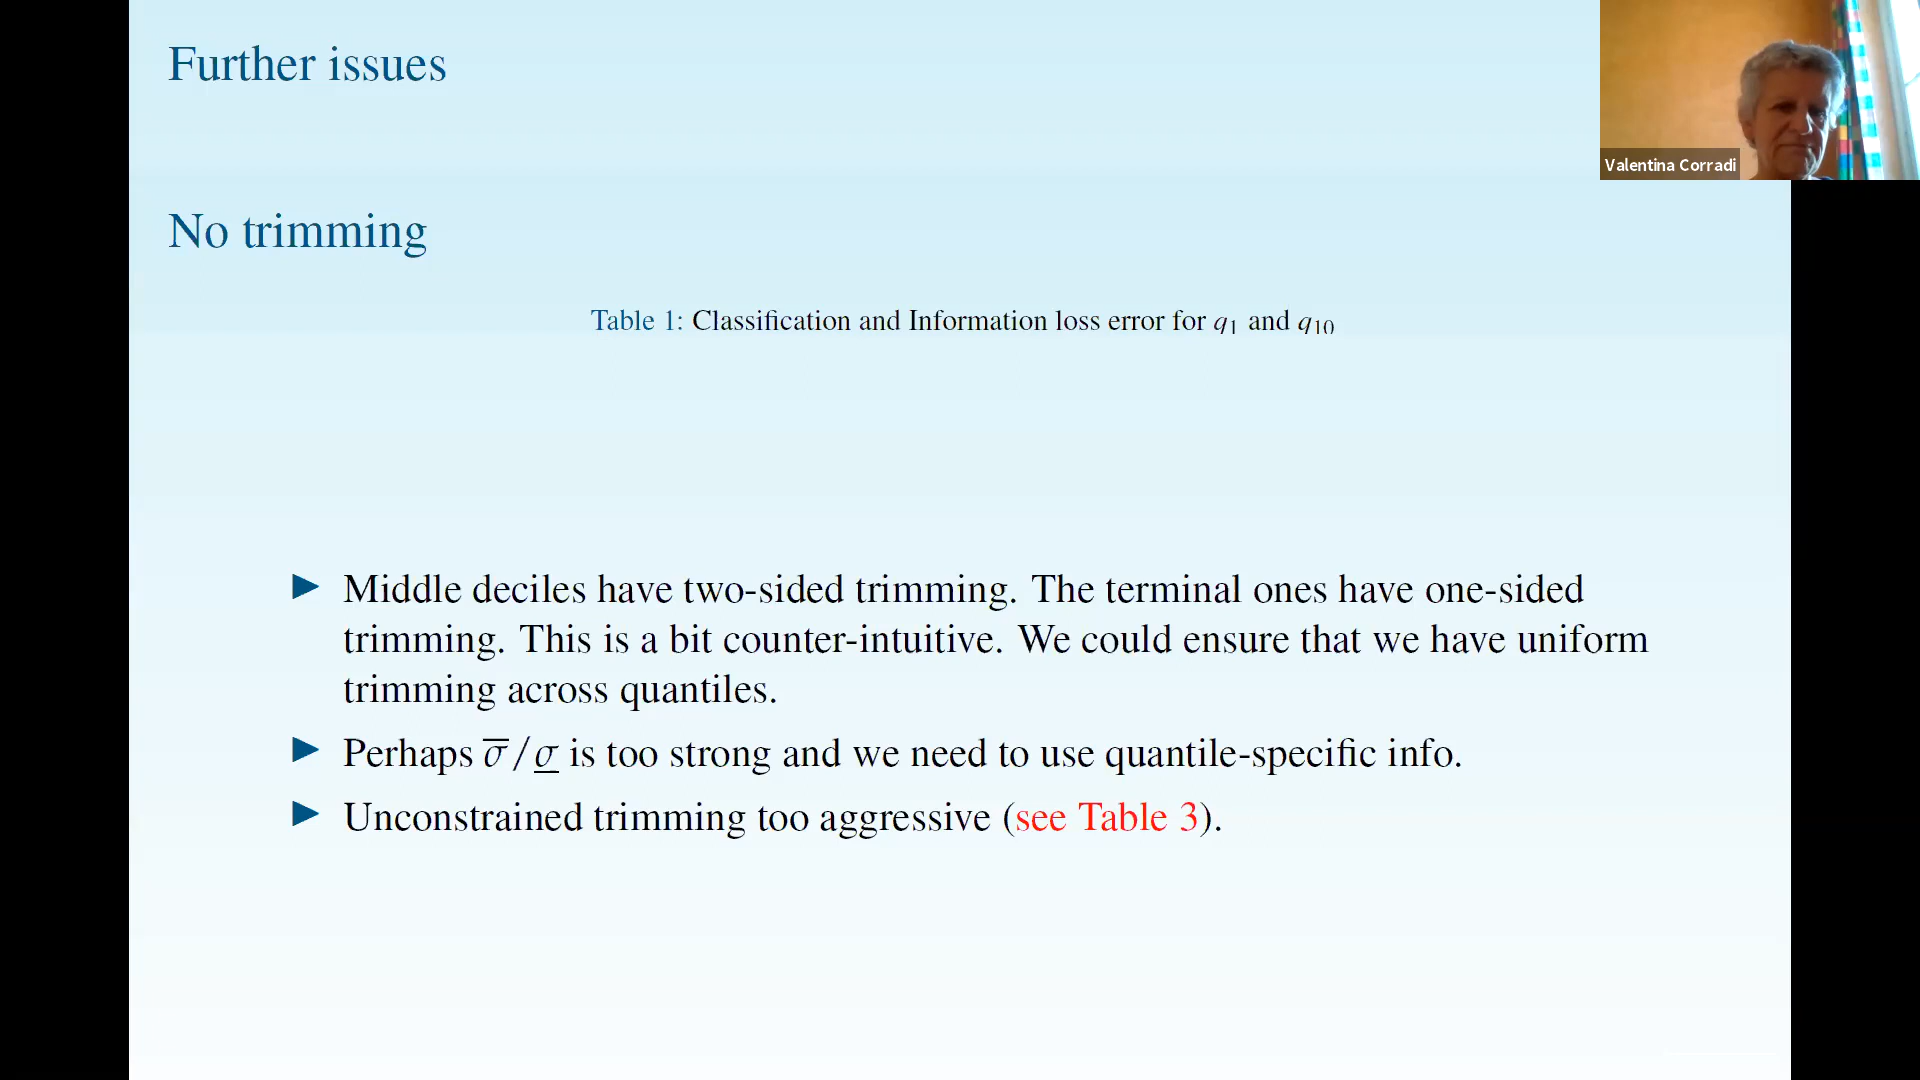 Further issues
Valentina Corradi
No trimming
Table 1: Classification and Information loss error for q₁ and q₁₀
▶ Middle deciles have two-sided trimming. The terminal ones have one-sided
trimming. This is a bit counter-intuitive. We could ensure that we have uniform
trimming across quantiles.
▶ Perhaps σ̅/σ̲ is too strong and we need to use quantile-specific info.
▶ Unconstrained trimming too aggressive (see Table 3).